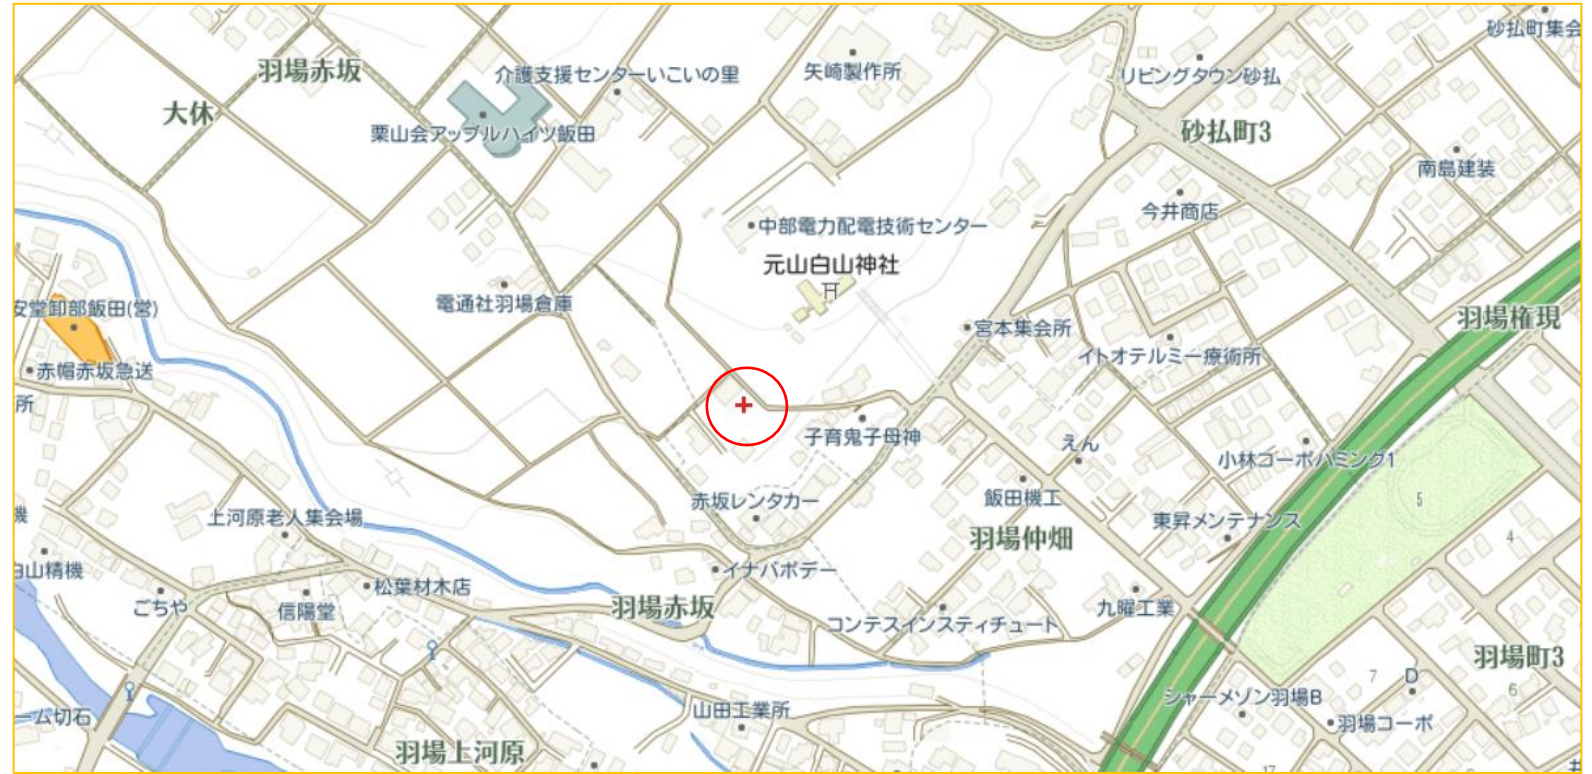 砂払町集会
羽場赤坂
介護支援センターいこいの里
矢崎製作所
リビングタウン砂払
大休
栗山会アップルハイツ飯田
砂払町3
南島建装
今井商店
中部電力配電技術センター
元山白山神社
電通社羽場倉庫
安堂卸部飯田(営)
宮本集会所
羽場権現
イトオテルミー療術所
赤帽赤坂急送
所
子育鬼子母神
えん
小林コーポハミング1
赤坂レンタカー
飯田機工
5
上河原老人集会場
東昇メンテナンス
機
羽場仲畑
4
白山精機
イナバボデー
松葉材木店
ごちや
信陽堂
羽場赤坂
九曜工業
コンテスインスティチュート
羽場町3
7
D
6
シャーメゾン羽場B
ーム切石
山田工業所
羽場コーポ
羽場上河原
17